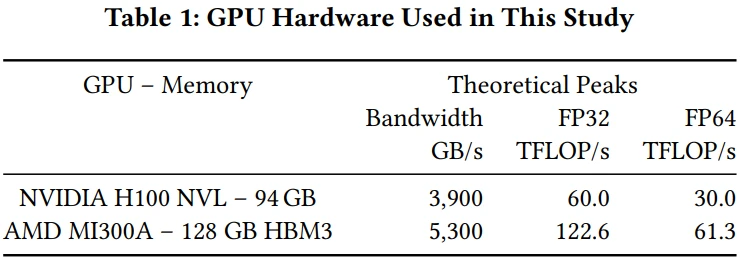 Table 1: GPU Hardware Used in This Study
GPU – Memory Theoretical Peaks
Bandwidth FP32 FP64
GB/s TFLOP/s TFLOP/s
NVIDIA H100 NVL – 94 GB 3,900 60.0 30.0
AMD MI300A – 128 GB HBM3 5,300 122.6 61.3